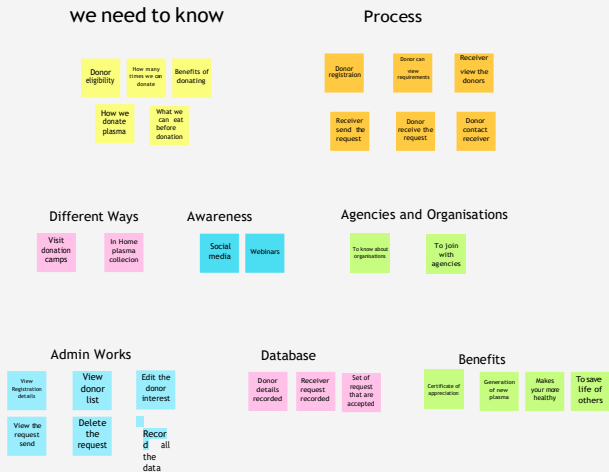 we need to know
Donor
eligibility
How many
times we can
donate
Benefits of
donating
How we
donate
plasma
What we
can eat
before
donation
Process
Donor
registraion
Donor can
view
requirements
Receiver
view the
donors
Receiver
send the
request
Donor
receive the
request
Donor
contact
receiver
Different Ways
Visit
donation
camps
In Home
plasma
collecion
Awareness
Social
media
Webinars
Agencies and Organisations
To know about
organisations
To join
with
agencies
Admin Works
View
Registration
details
View
donor
list
Edit the
donor
interest
View the
request
send
Delete
the
request
Recor
d all
the
data
Database
Donor
details
recorded
Receiver
request
recorded
Set of
request
that are
accepted
Benefits
Certificate of
appreciation
Generation
of new
plasma
Makes
your more
healthy
To save
life of
others